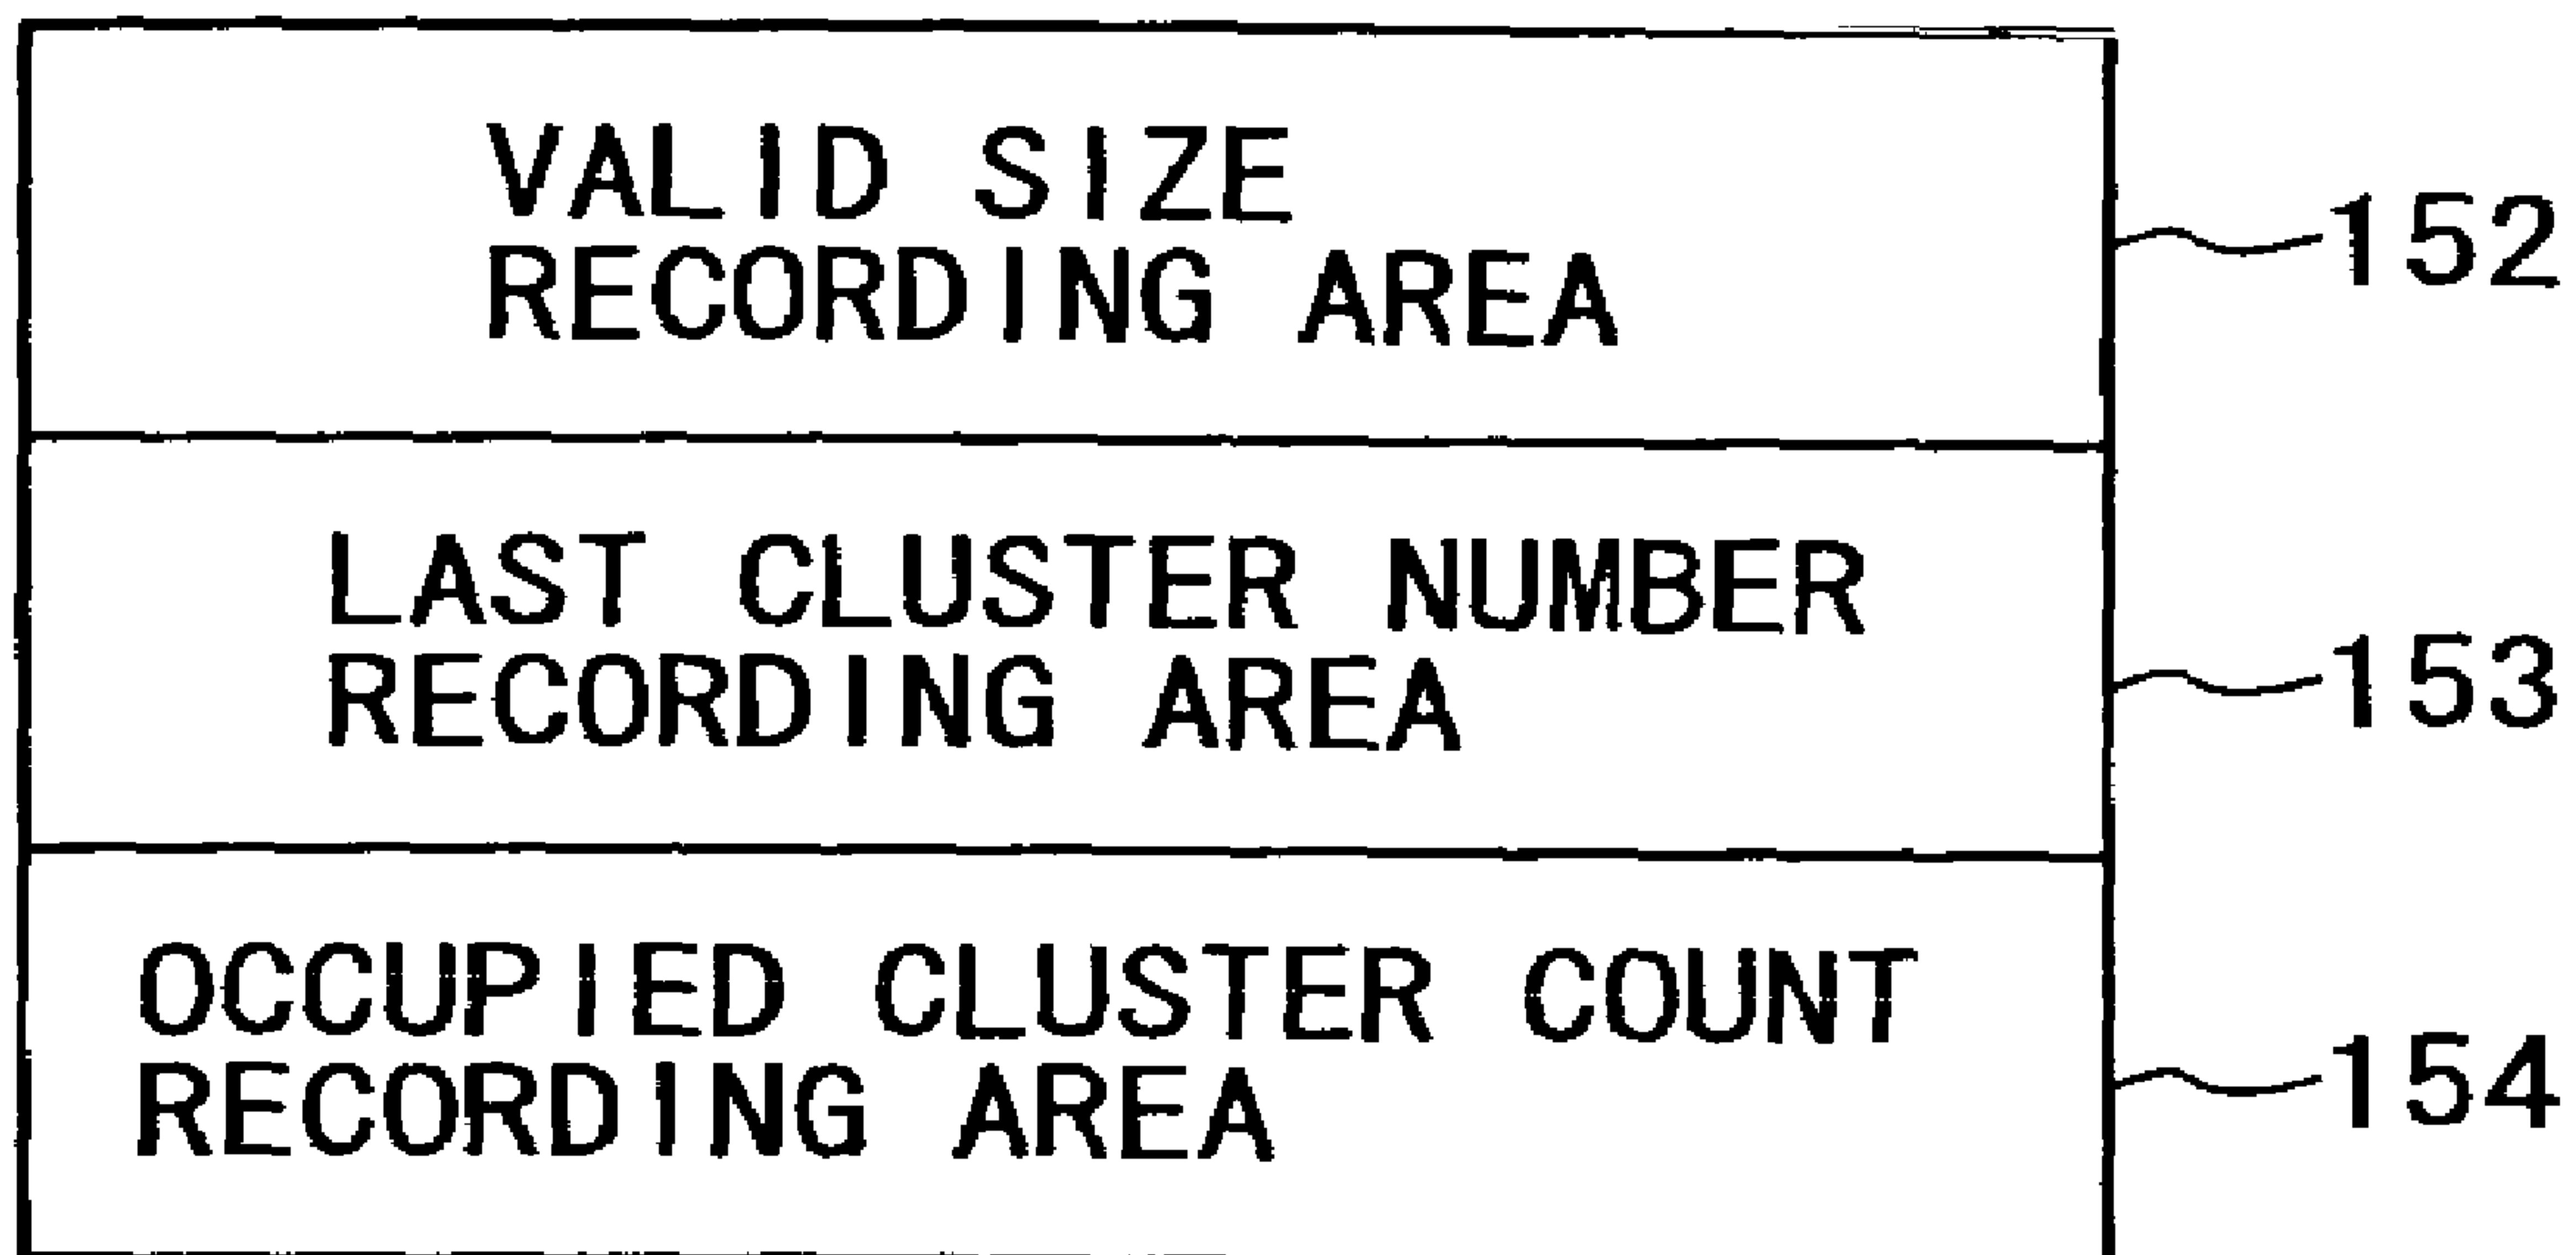 VALID SIZE
RECORDING AREA
152
LAST CLUSTER NUMBER
RECORDING AREA
153
OCCUPIED CLUSTER COUNT
RECORDING AREA
154